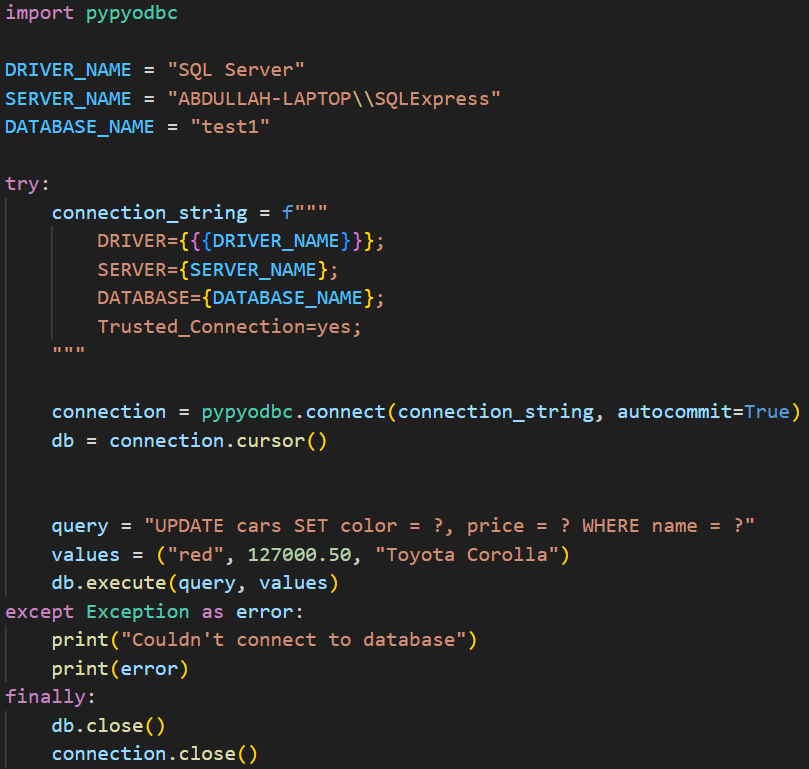 import pypyodbc
DRIVER_NAME = "SQL Server"
SERVER_NAME = "ABDULLAH-LAPTOP\\SQLExpress"
DATABASE_NAME = "test1"
try:
    connection_string = f"""
        DRIVER={{{DRIVER_NAME}}};
        SERVER={SERVER_NAME};
        DATABASE={DATABASE_NAME};
        Trusted_Connection=yes;
    """
    connection = pypyodbc.connect(connection_string, autocommit=True)
    db = connection.cursor()
    query = "UPDATE cars SET color = ?, price = ? WHERE name = ?"
    values = ("red", 127000.50, "Toyota Corolla")
    db.execute(query, values)
except Exception as error:
    print("Couldn't connect to database")
    print(error)
finally:
    db.close()
    connection.close()